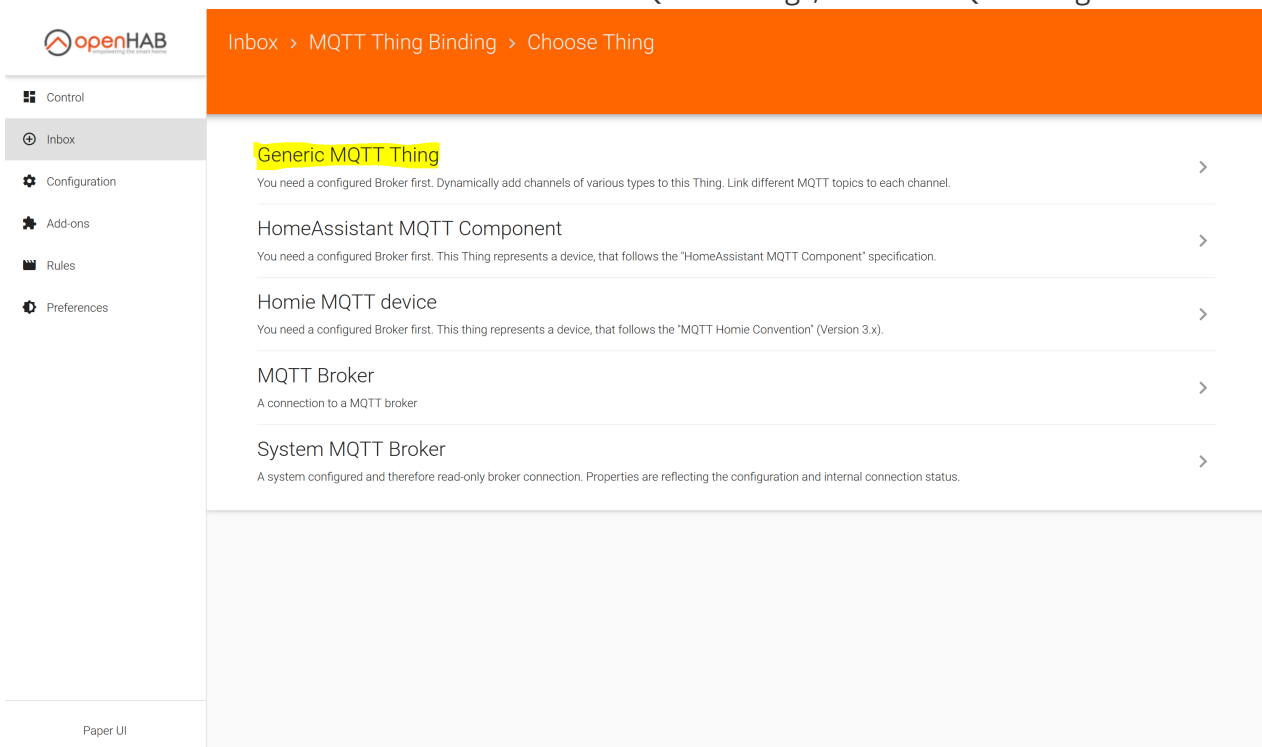 openHAB
empowering the smart home
Inbox > MQTT Thing Binding > Choose Thing
Control
Inbox
Configuration
Add-ons
Rules
Preferences
Generic MQTT Thing
You need a configured Broker first. Dynamically add channels of various types to this Thing. Link different MQTT topics to each channel.
HomeAssistant MQTT Component
You need a configured Broker first. This Thing represents a device, that follows the "HomeAssistant MQTT Component" specification.
Homie MQTT device
You need a configured Broker first. This thing represents a device, that follows the "MQTT Homie Convention" (Version 3.x).
MQTT Broker
A connection to a MQTT broker
System MQTT Broker
A system configured and therefore read-only broker connection. Properties are reflecting the configuration and internal connection status.
Paper UI